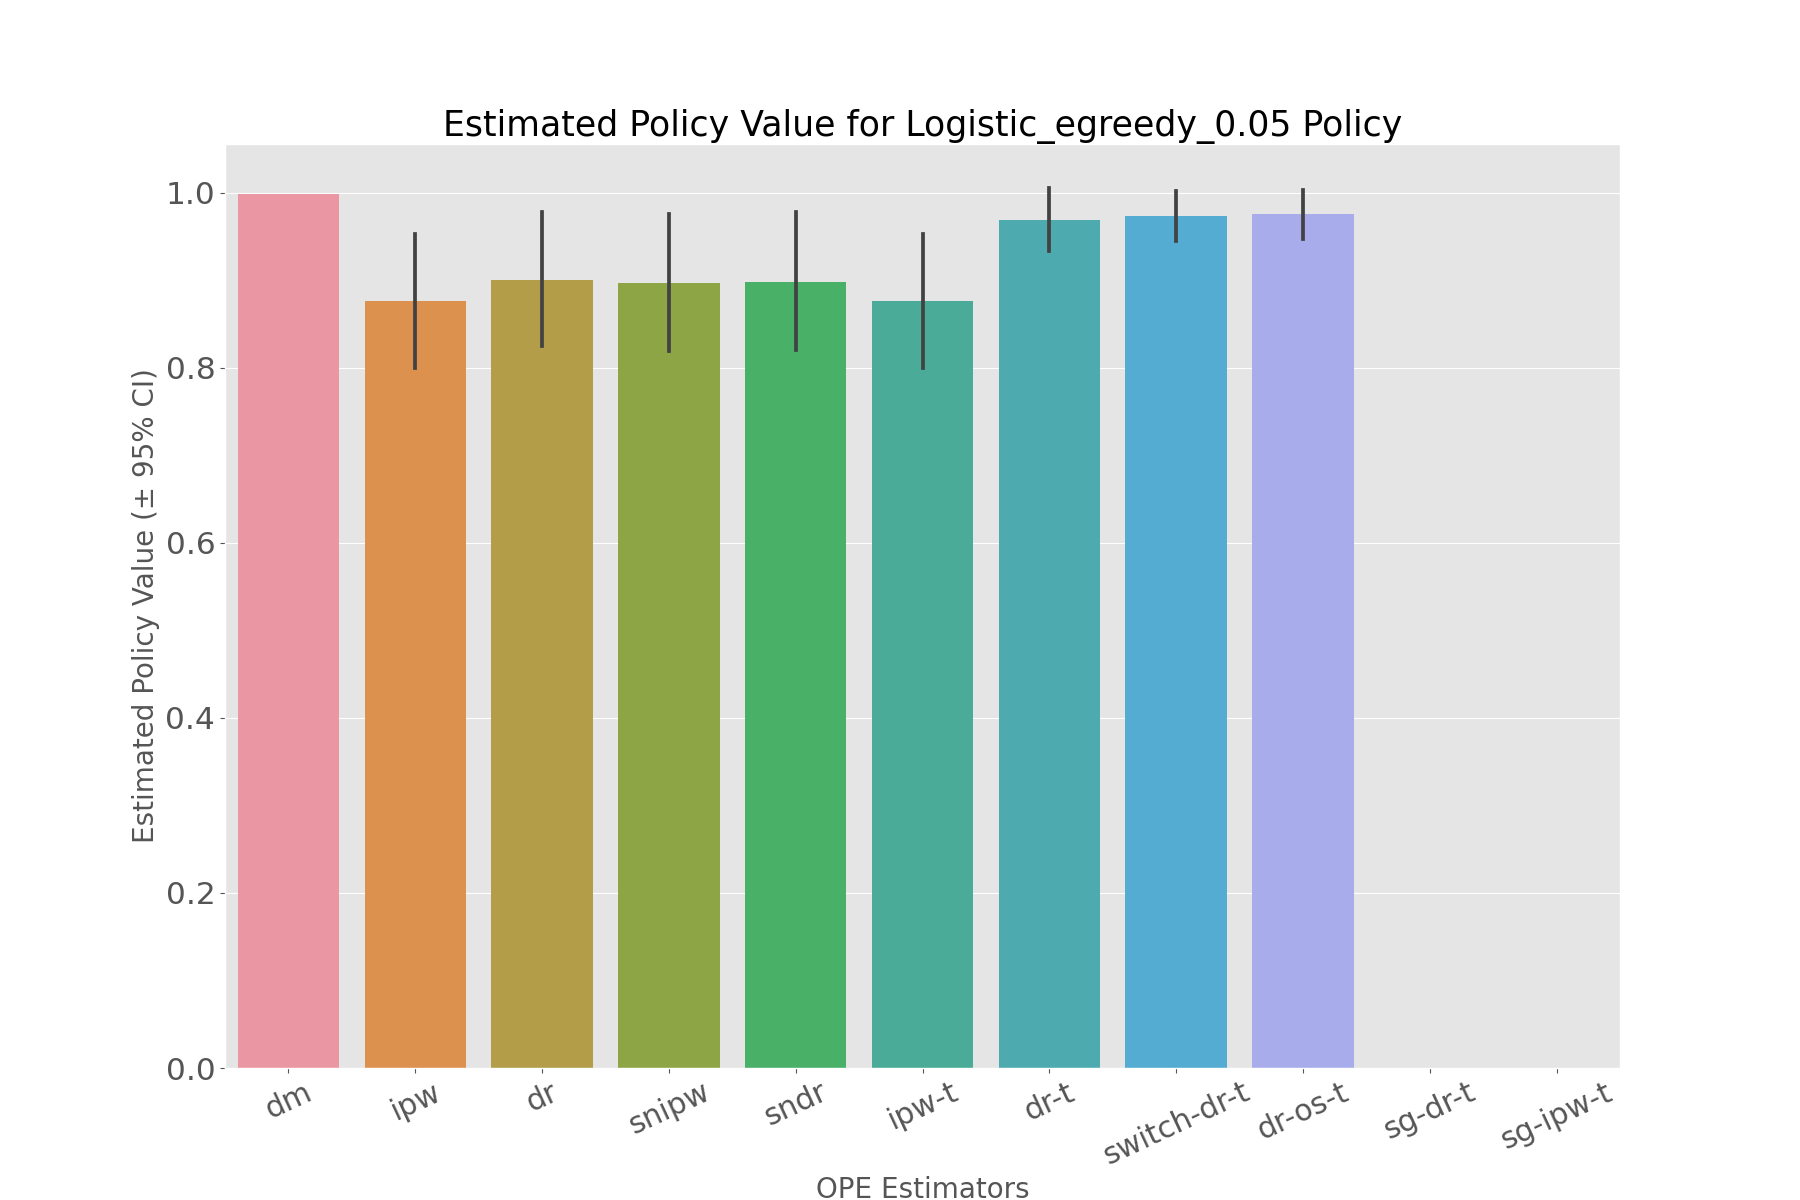 Estimated Policy Value for Logistic_egreedy_0.05 Policy
Estimated Policy Value (± 95% CI)
1.0
0.8
0.6
0.4
0.2
0.0
dm
ipw
dr
snipw
sndr
ipw-t
dr-t
switch-dr-t
dr-os-t
sg-dr-t
sg-ipw-t
OPE Estimators